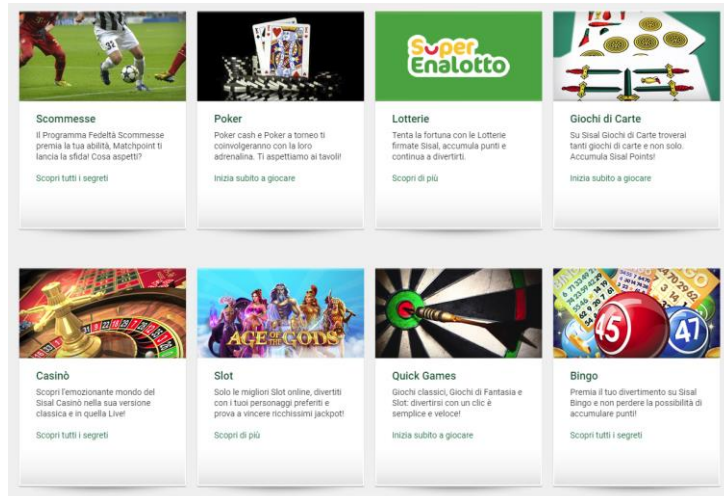 Super
Enalotto
Scommesse
Il Programma Fedeltà Scommesse
premia la tua abilità, Matchpoint ti
lancia la sfida! Cosa aspetti?
Scopri tutti i segreti
Poker
Poker cash e Poker a torneo ti
coinvolgeranno con la loro
adrenalina. Ti aspettiamo ai tavoli!
Inizia subito a giocare
Lotterie
Tenta la fortuna con le Lotterie
firmate Sisal, accumula punti e
continua a divertirti.
Scopri di più
Giochi di Carte
Su Sisal Giochi di Carte troverai
tanti giochi di carte e non solo.
Accumula Sisal Points!
Inizia subito a giocare
AGE OF THE GODS
45
47
Casinò
Scopri l'emozionante mondo del
Sisal Casinò nella sua versione
classica e in quella Live!
Scopri tutti i segreti
Slot
Solo le migliori Slot online, divertiti
con i tuoi personaggi preferiti e
prova a vincere ricchissimi jackpot!
Scopri di più
Quick Games
Giochi classici, Giochi di Fantasia e
Slot: divertirsi con un clic è
semplice e veloce!
Inizia subito a giocare
Bingo
Premia il tuo divertimento su Sisal
Bingo e non perdere la possibilità di
accumulare punti!
Scopri tutti i segreti